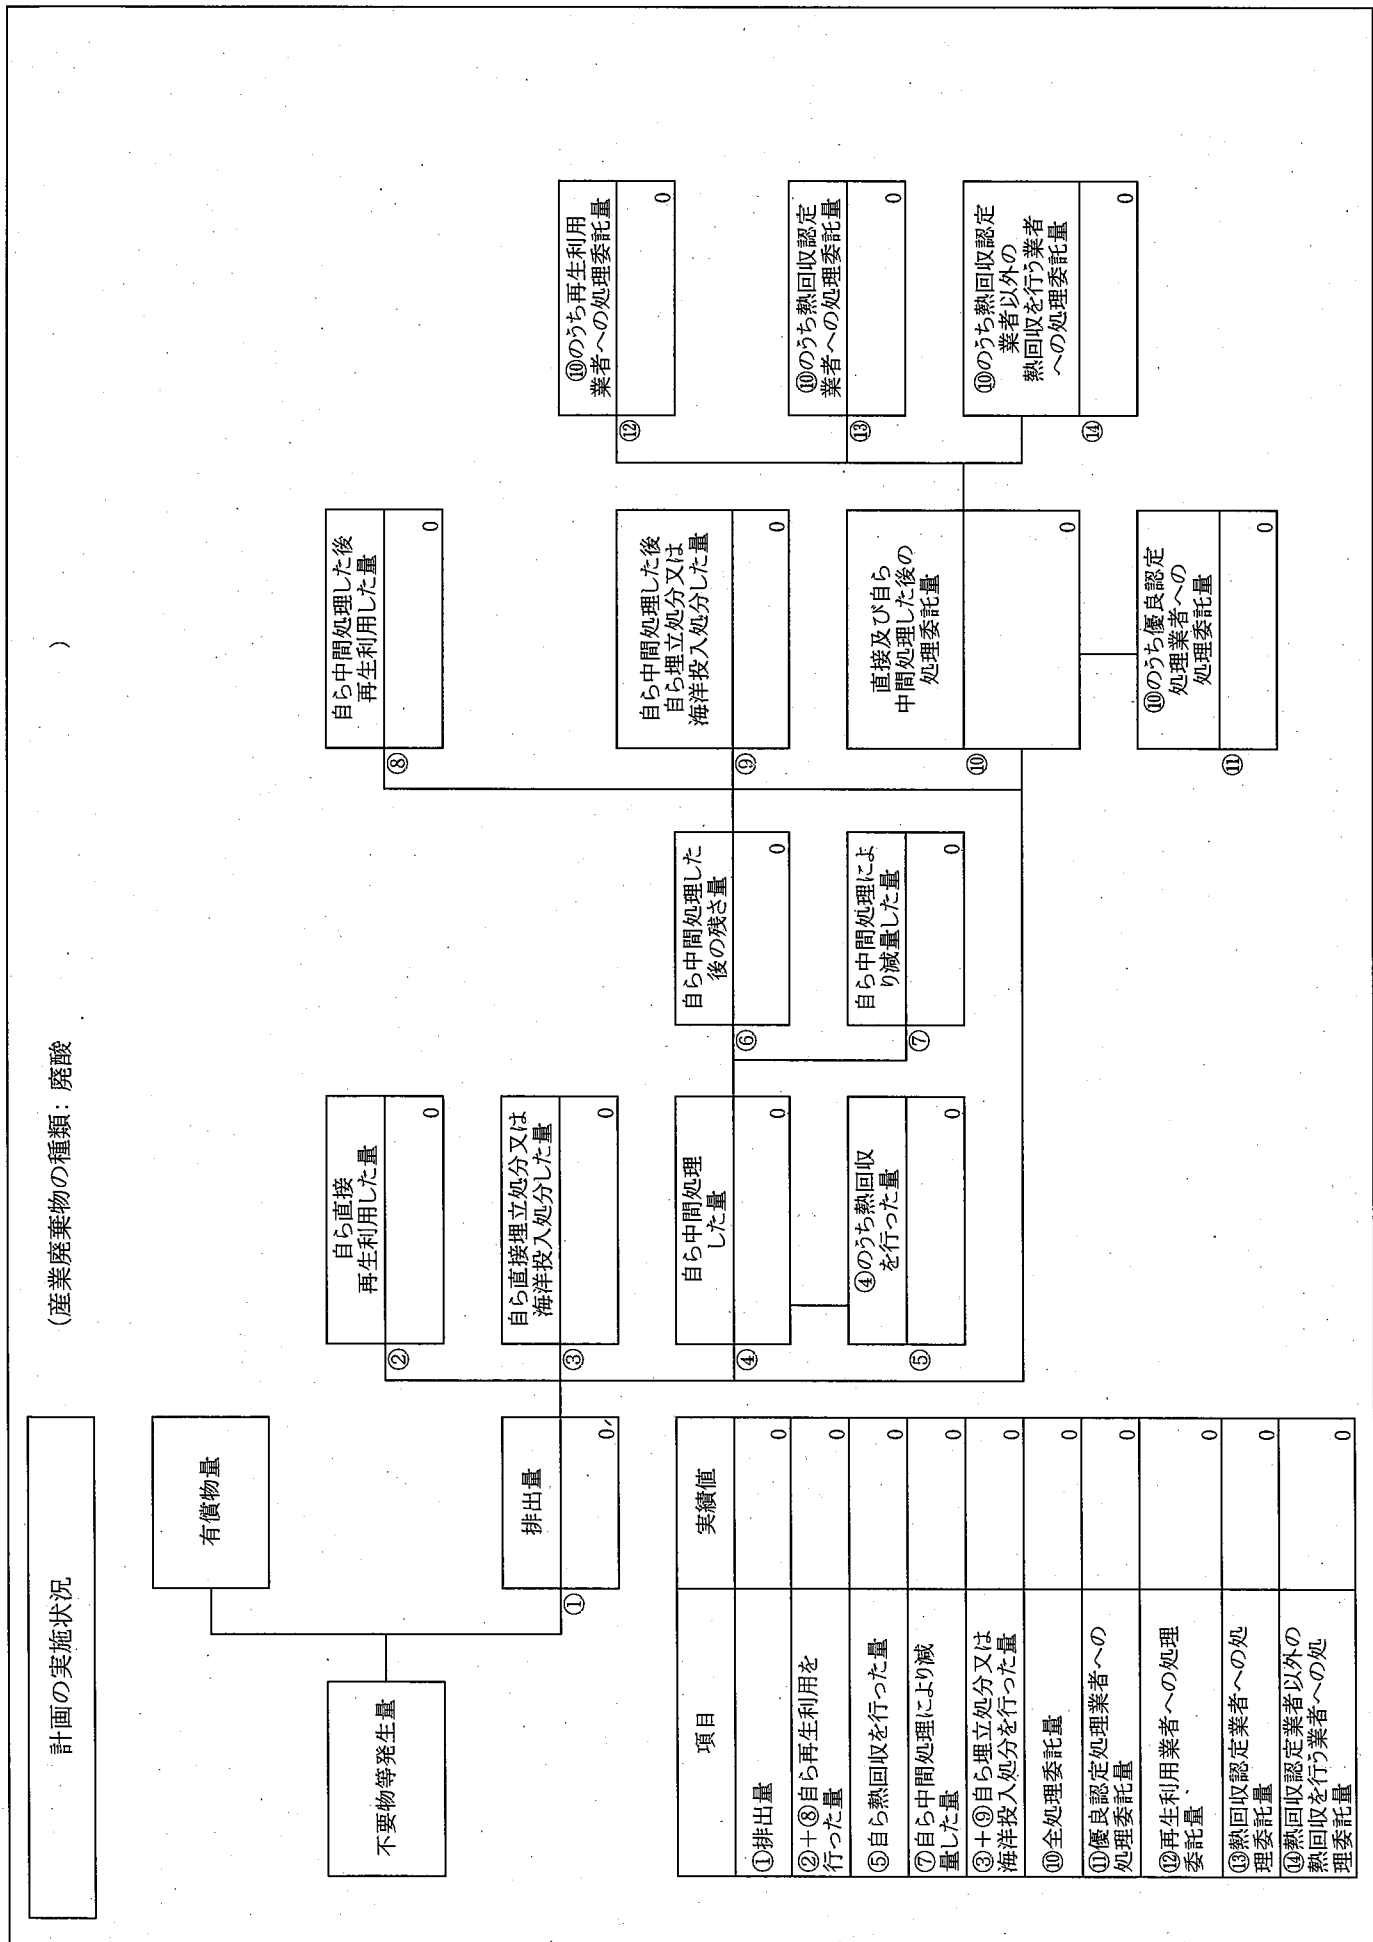 計画の実施状況
(産業廃棄物の種類：廃酸
)
不要物等発生量
有償物量
①
排出量
0
②
自ら直接
再生利用した量
0
③
自ら直接埋立処分又は
海洋投入処分した量
0
④
自ら中間処理
した量
0
⑤
④のうち熱回収
を行った量
0
⑥
自ら中間処理した
後の残さ量
0
⑦
自ら中間処理によ
り減量した量
0
⑧
自ら中間処理した後
再生利用した量
0
⑨
自ら中間処理した後
自ら埋立処分又は
海洋投入処分した量
0
⑩
直接及び自ら
中間処理した後の
処理委託量
0
⑪
⑩のうち優良認定
処理業者への
処理委託量
0
⑫
⑩のうち再生利用
業者への処理委託量
0
⑬
⑩のうち熱回収認定
業者への処理委託量
0
⑭
⑩のうち熱回収認定
業者以外の
熱回収を行う業者
への処理委託量
0
項目 実績値
①排出量 0
②＋⑧自ら再生利用を
行った量 0
⑤自ら熱回収を行った量 0
⑦自ら中間処理により減
量した量 0
③＋⑨自ら埋立処分又は
海洋投入処分を行った量 0
⑩全処理委託量 0
⑪優良認定処理業者への
処理委託量 0
⑫再生利用業者への処理
委託量 0
⑬熱回収認定業者への処
理委託量 0
⑭熱回収認定業者以外の
熱回収を行う業者への処
理委託量 0